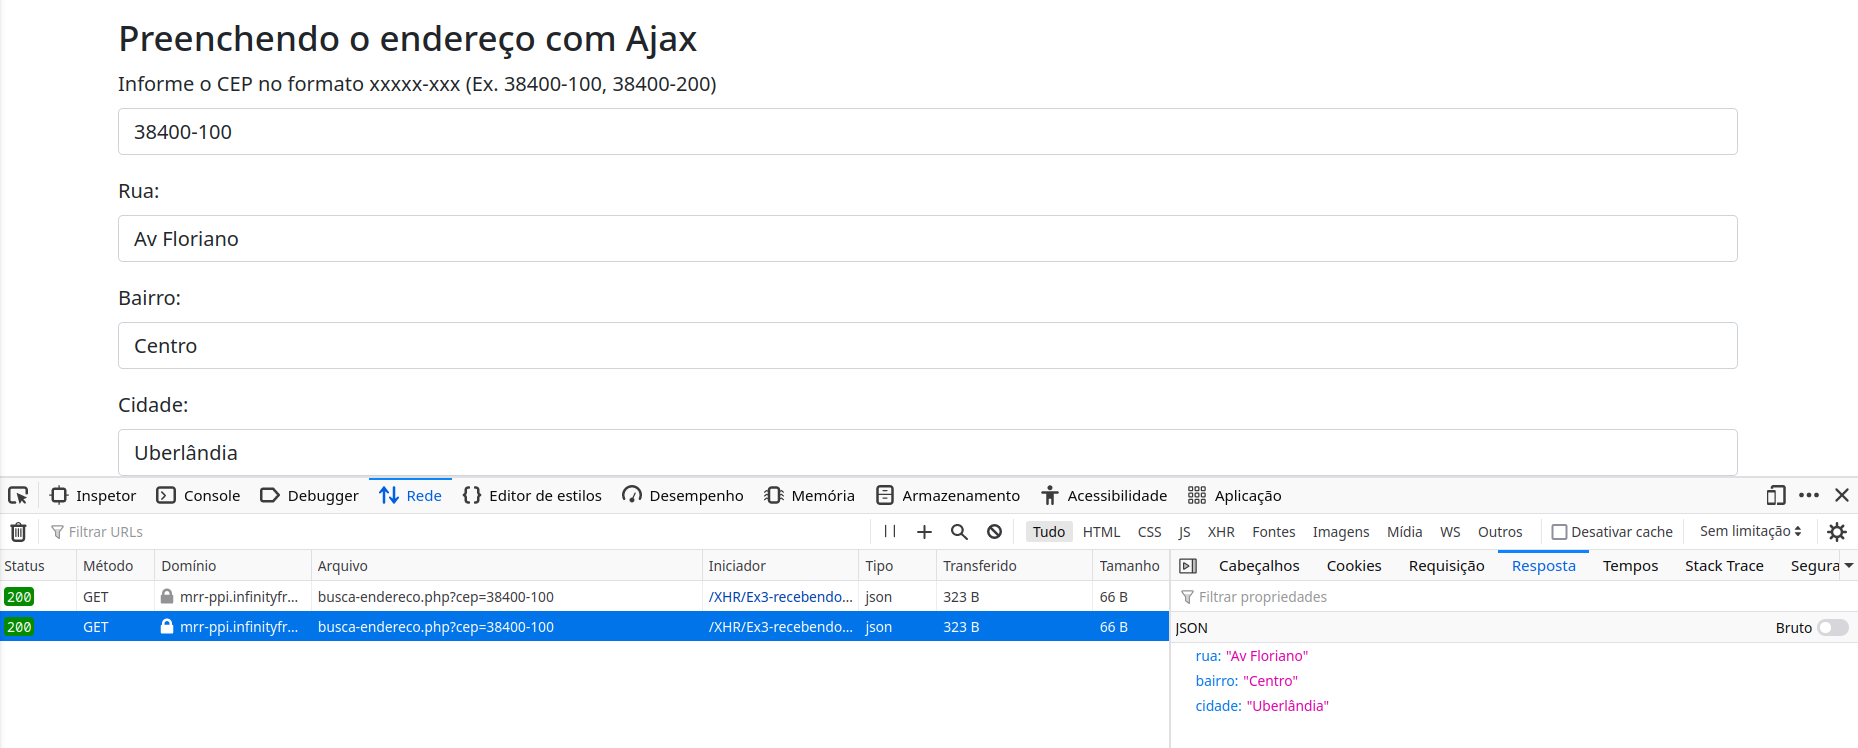 Preenchendo o endereço com Ajax
Informe o CEP no formato xxxxx-xxx (Ex. 38400-100, 38400-200)
38400-100
Rua:
Av Floriano
Bairro:
Centro
Cidade:
Uberlândia
Inspetor Console Debugger Rede Editor de estilos Desempenho Memória Armazenamento Acessibilidade Aplicação
Filtrar URLs Tudo HTML CSS JS XHR Fontes Imagens Mídia WS Outros Desativar cache Sem limitação
Status Método Domínio Arquivo Iniciador Tipo Transferido Tamanho
200 GET mrr-ppi.infinityfr... busca-endereco.php?cep=38400-100 /XHR/Ex3-recebendo... json 323 B 66 B
200 GET mrr-ppi.infinityfr... busca-endereco.php?cep=38400-100 /XHR/Ex3-recebendo... json 323 B 66 B
Cabeçalhos Cookies Requisição Resposta Tempos Stack Trace Segura
Filtrar propriedades
JSON Bruto
rua: "Av Floriano"
bairro: "Centro"
cidade: "Uberlândia"